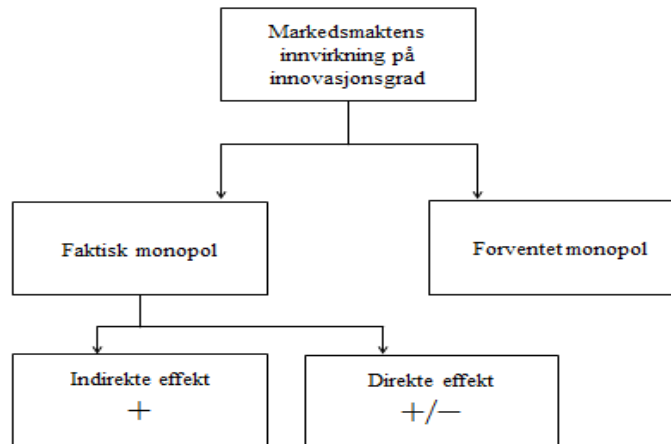 Markedsmaktens
innvirkning på
innovasjonsgrad
Faktisk monopol
Forventet monopol
Indirekte effekt
+
Direkte effekt
+/−